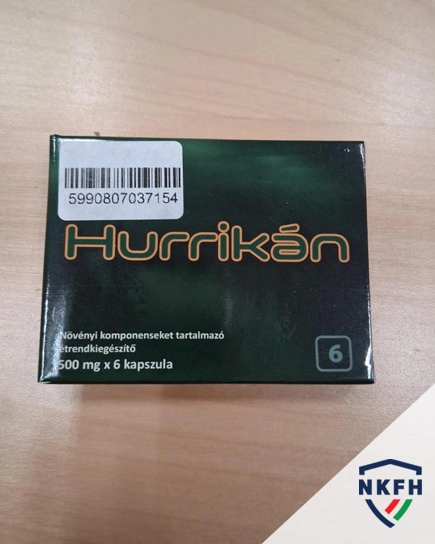 5990807037154
Hurrikán
Növényi komponenseket tartalmazó
étrendkiegészítő
500 mg x 6 kapszula
6
NKFH